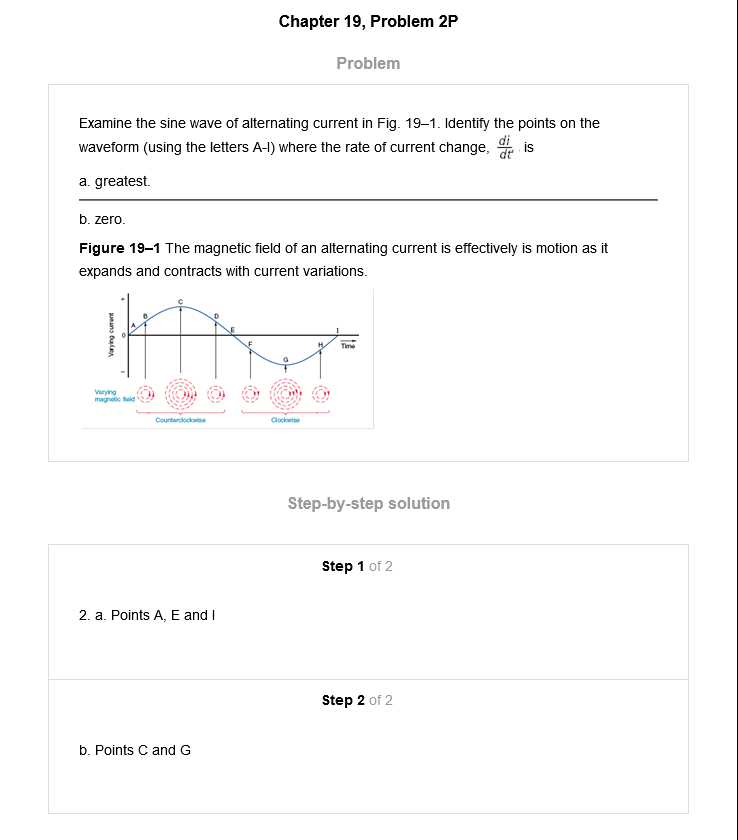 Chapter 19, Problem 2P
Problem
Examine the sine wave of alternating current in Fig. 19–1. Identify the points on the
waveform (using the letters A-I) where the rate of current change, di/dt, is
a. greatest.
b. zero.
Figure 19–1 The magnetic field of an alternating current is effectively is motion as it
expands and contracts with current variations.
+
Varying current
0
−
A
B
C
D
E
F
G
H
I
Time
Varying
magnetic field
Counterclockwise
Clockwise
Step-by-step solution
Step 1 of 2
2. a. Points A, E and I
Step 2 of 2
b. Points C and G